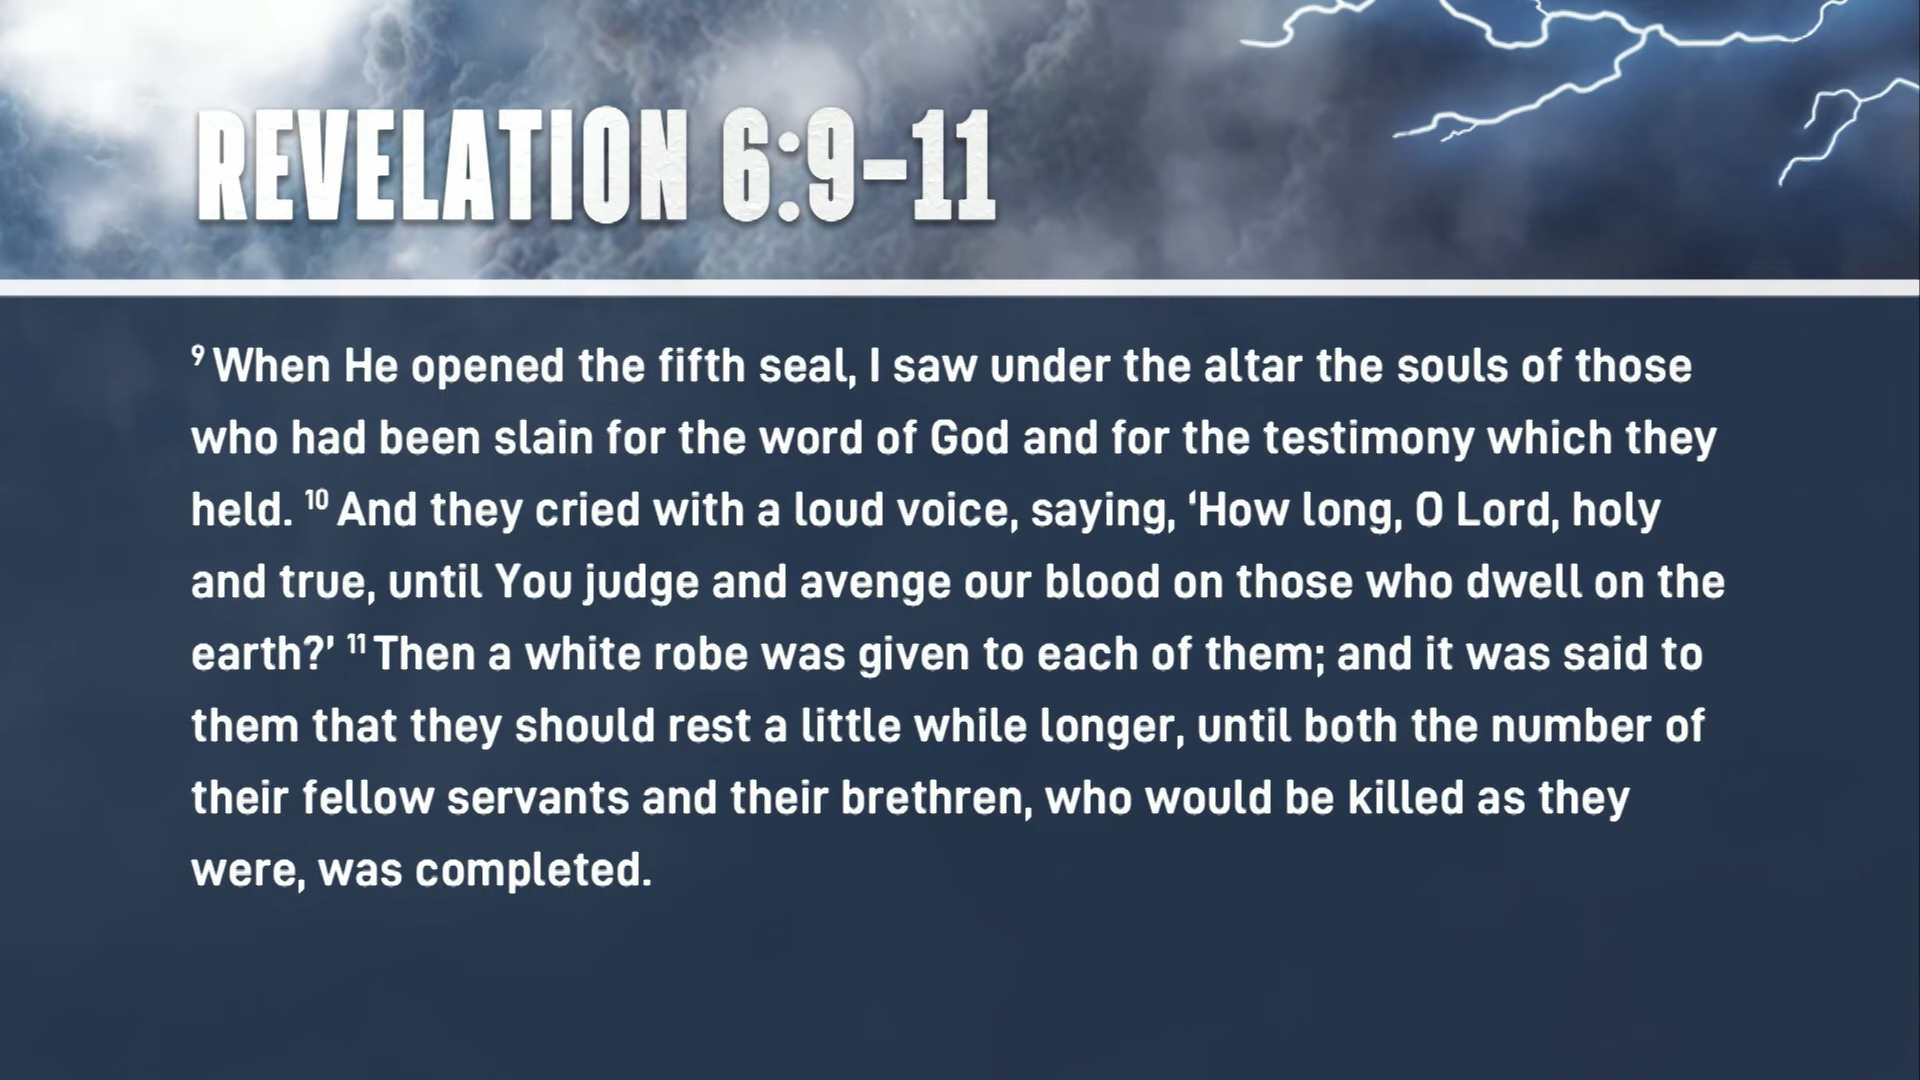 REVELATION 6:9-11
9 When He opened the fifth seal, I saw under the altar the souls of those
who had been slain for the word of God and for the testimony which they
held. 10 And they cried with a loud voice, saying, ‘How long, O Lord, holy
and true, until You judge and avenge our blood on those who dwell on the
earth?’ 11 Then a white robe was given to each of them; and it was said to
them that they should rest a little while longer, until both the number of
their fellow servants and their brethren, who would be killed as they
were, was completed.